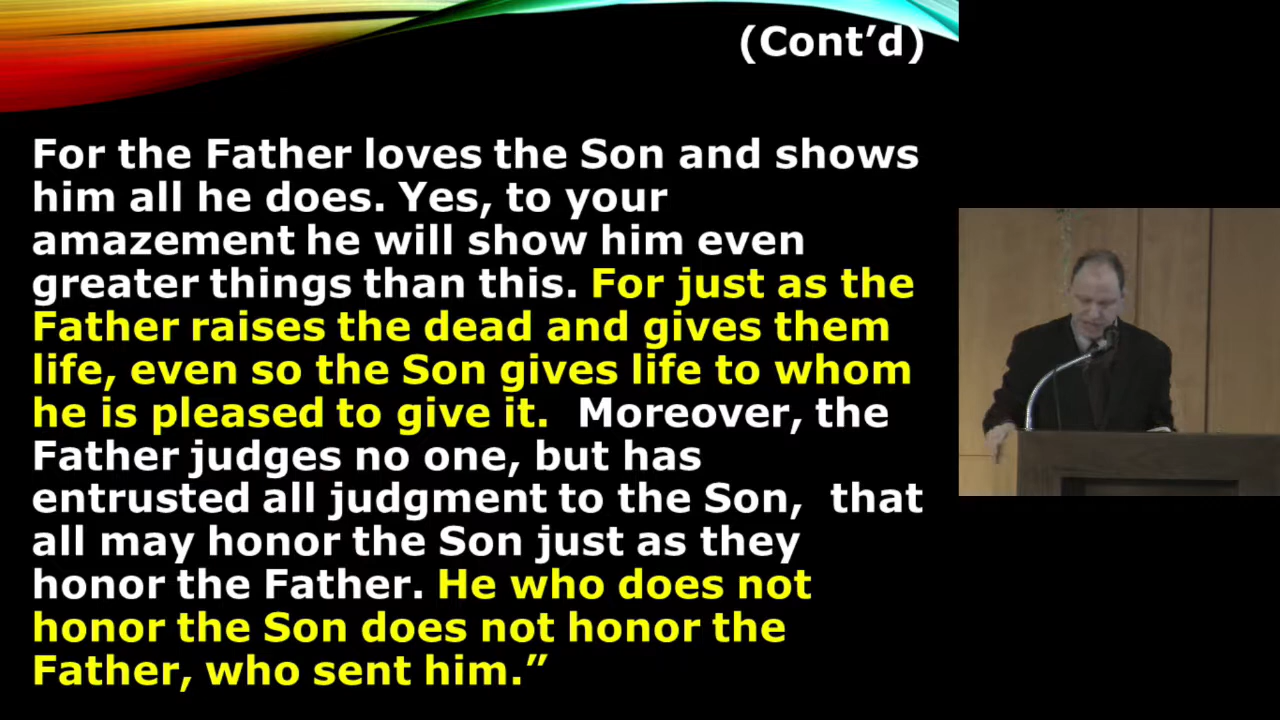 (Cont’d)
For the Father loves the Son and shows
him all he does. Yes, to your
amazement he will show him even
greater things than this. For just as the
Father raises the dead and gives them
life, even so the Son gives life to whom
he is pleased to give it.  Moreover, the
Father judges no one, but has
entrusted all judgment to the Son,  that
all may honor the Son just as they
honor the Father. He who does not
honor the Son does not honor the
Father, who sent him.”